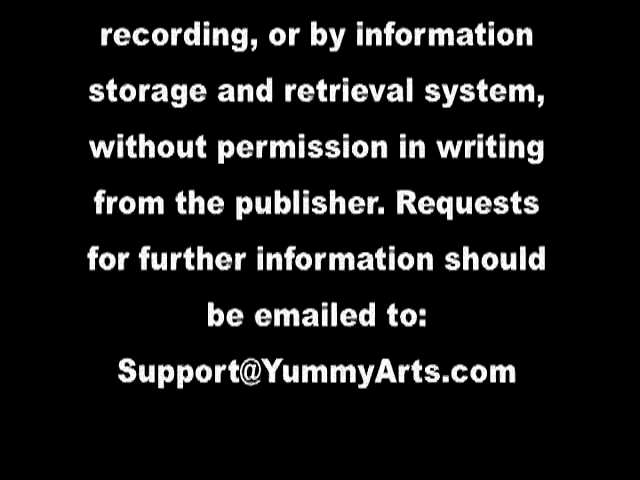 recording, or by information
storage and retrieval system,
without permission in writing
from the publisher. Requests
for further information should
be emailed to:
Support@YummyArts.com